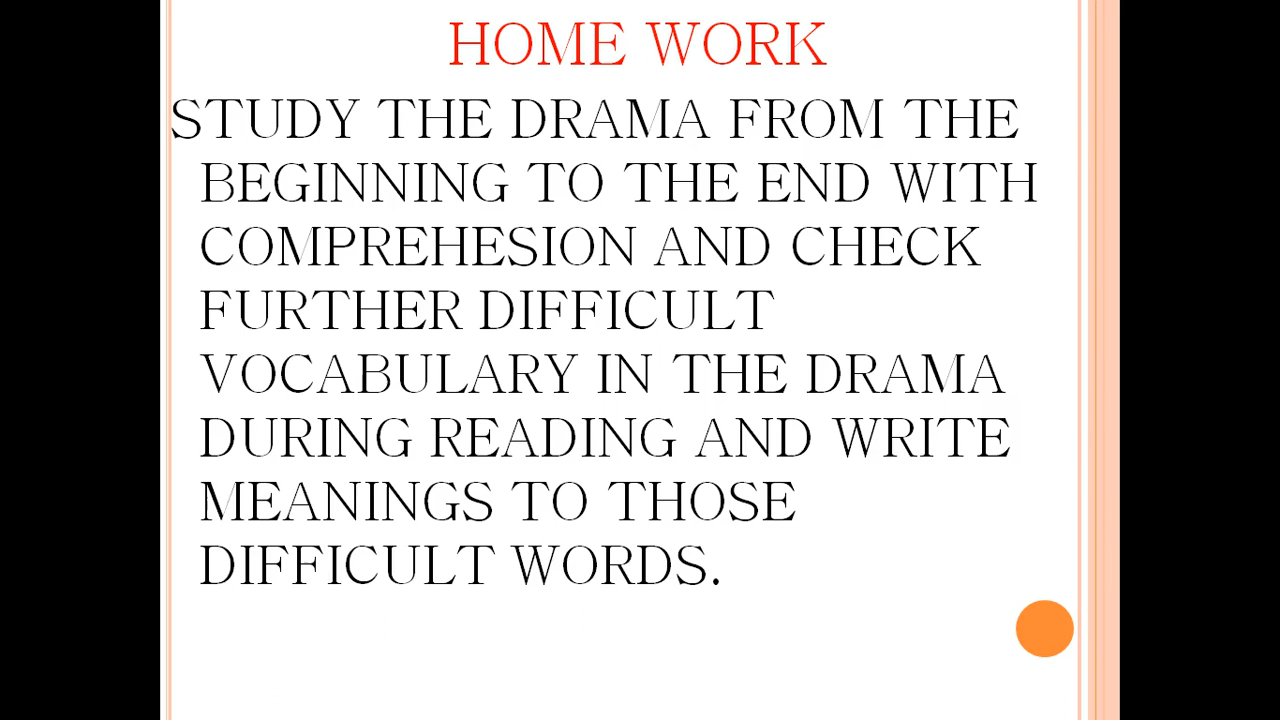 HOME WORK
STUDY THE DRAMA FROM THE
BEGINNING TO THE END WITH
COMPREHESION AND CHECK
FURTHER DIFFICULT
VOCABULARY IN THE DRAMA
DURING READING AND WRITE
MEANINGS TO THOSE
DIFFICULT WORDS.